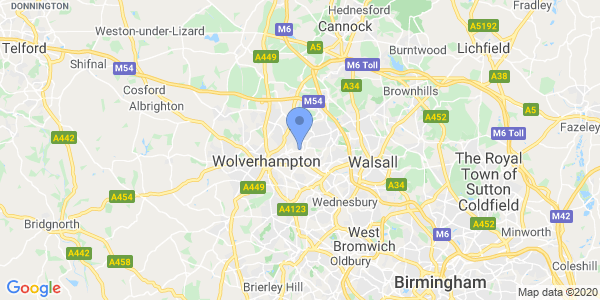 DONNINGTON
Telford
Shifnal
Weston-under-Lizard
M54
Cosford
Albrighton
A449
M6
A5
Hednesford
Cannock
Burntwood
M6 Toll
A34
Brownhills
A5192
Lichfield
Fradley
A38
A5
M6 Toll
Fazeley
M54
A452
A442
A454
Wolverhampton
Walsall
The Royal
Town of
Sutton
Coldfield
A449
A34
Wednesbury
A4123
Bridgnorth
A442
A458
West
Bromwich
Oldbury
M6
A452
Minworth
M42
Coleshill
Brierley Hill
Birmingham
Google
Map data ©2020